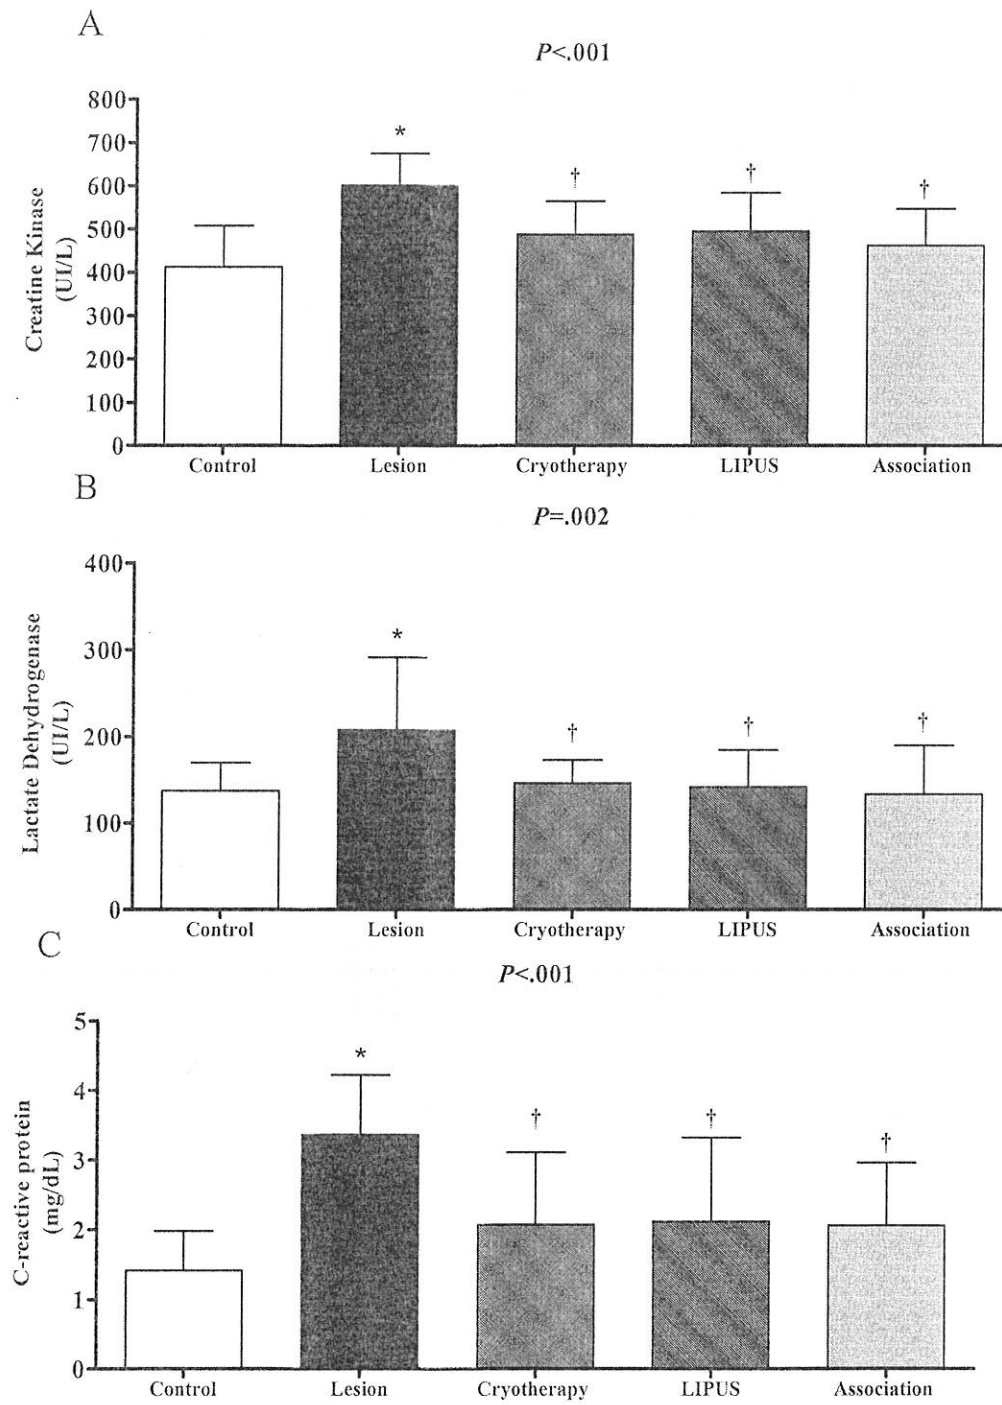 A
P<.001
800
700
600
500
400
300
200
100
0
Creatine Kinase
(UI/L)
*
†
†
†
Control Lesion Cryotherapy LIPUS Association
B
P=.002
400
300
200
100
0
Lactate Dehydrogenase
(UI/L)
*
†
†
†
Control Lesion Cryotherapy LIPUS Association
C
P<.001
5
4
3
2
1
0
C-reactive protein
(mg/dL)
*
†
†
†
Control Lesion Cryotherapy LIPUS Association